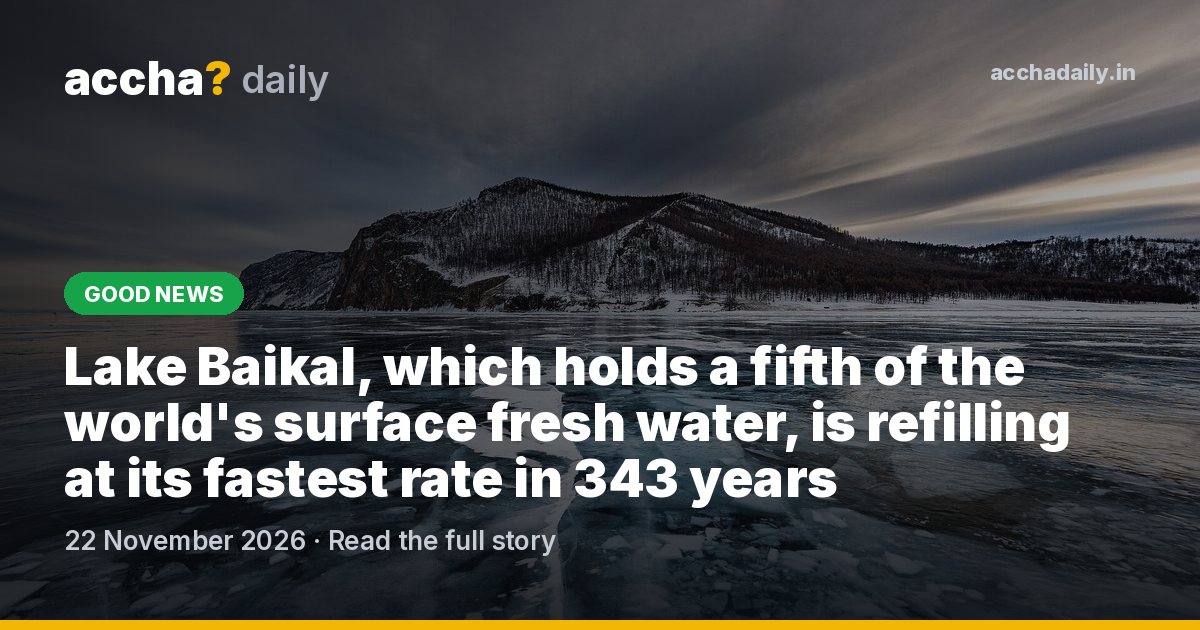 accha? daily
acchadaily.in
GOOD NEWS
Lake Baikal, which holds a fifth of the
world's surface fresh water, is refilling
at its fastest rate in 343 years
22 November 2026 · Read the full story